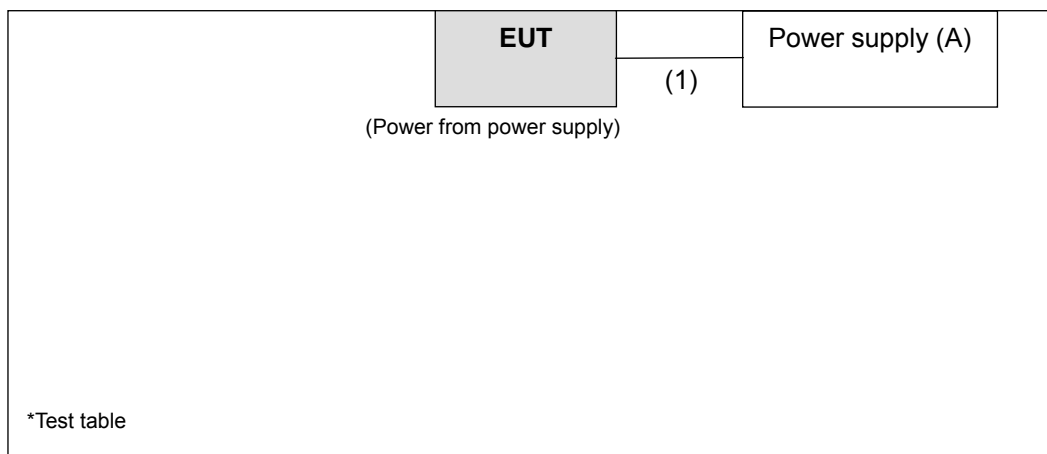 EUT
Power supply (A)
(1)
(Power from power supply)
*Test table